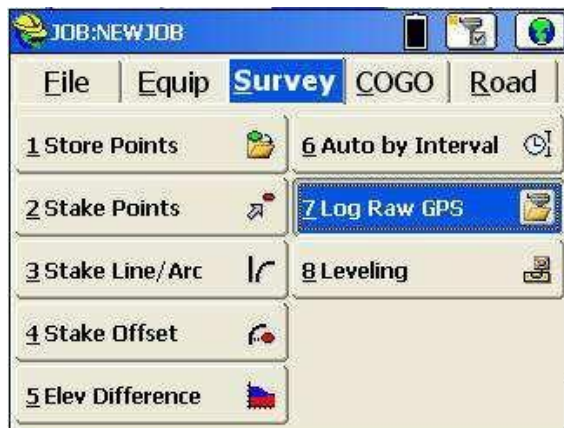 JOB:NEWJOB
File Equip Survey COGO Road
1 Store Points
6 Auto by Interval
2 Stake Points
7 Log Raw GPS
3 Stake Line/Arc
8 Leveling
4 Stake Offset
5 Elev Difference